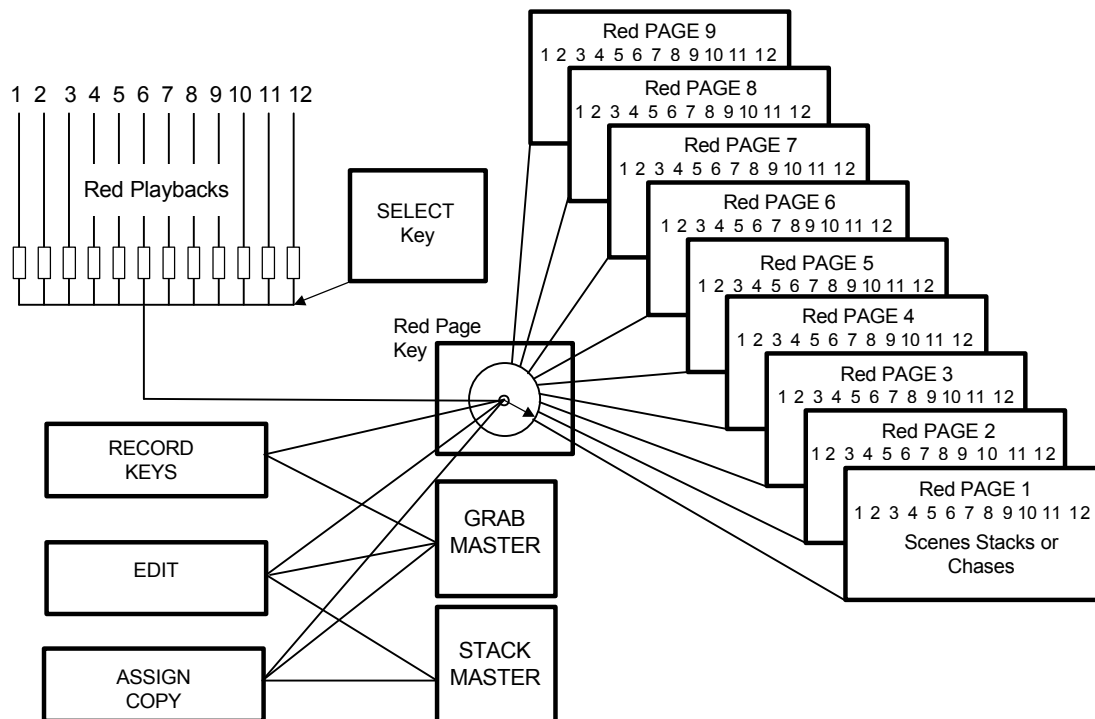 1 2 3 4 5 6 7 8 9 10 11 12
Red Playbacks
SELECT
Key
Red Page
Key
RECORD
KEYS
EDIT
ASSIGN
COPY
GRAB
MASTER
STACK
MASTER
Red PAGE 9
1 2 3 4 5 6 7 8 9 10 11 12
Red PAGE 8
1 2 3 4 5 6 7 8 9 10 11 12
Red PAGE 7
1 2 3 4 5 6 7 8 9 10 11 12
Red PAGE 6
1 2 3 4 5 6 7 8 9 10 11 12
Red PAGE 5
1 2 3 4 5 6 7 8 9 10 11 12
Red PAGE 4
1 2 3 4 5 6 7 8 9 10 11 12
Red PAGE 3
1 2 3 4 5 6 7 8 9 10 11 12
Red PAGE 2
1 2 3 4 5 6 7 8 9 10 11 12
Red PAGE 1
1 2 3 4 5 6 7 8 9 10 11 12
Scenes Stacks or
Chases